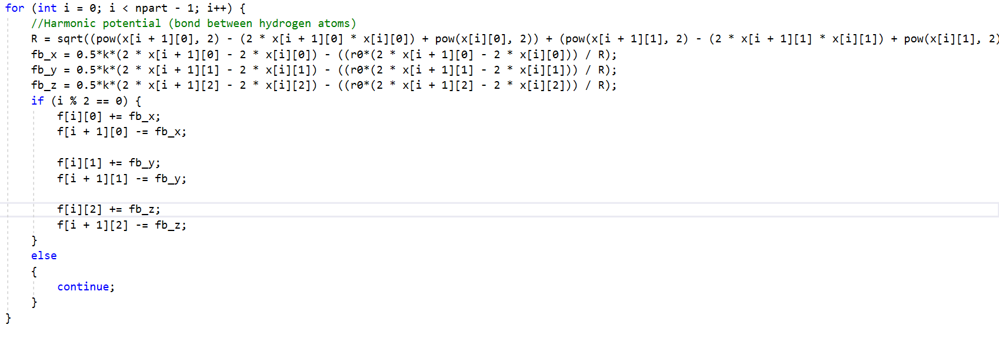 for (int i = 0; i < npart - 1; i++) {
    //Harmonic potential (bond between hydrogen atoms)
    R = sqrt((pow(x[i + 1][0], 2) - (2 * x[i + 1][0] * x[i][0]) + pow(x[i][0], 2)) + (pow(x[i + 1][1], 2) - (2 * x[i + 1][1] * x[i][1]) + pow(x[i][1], 2)
    fb_x = 0.5*k*(2 * x[i + 1][0] - 2 * x[i][0]) - ((r0*(2 * x[i + 1][0] - 2 * x[i][0])) / R);
    fb_y = 0.5*k*(2 * x[i + 1][1] - 2 * x[i][1]) - ((r0*(2 * x[i + 1][1] - 2 * x[i][1])) / R);
    fb_z = 0.5*k*(2 * x[i + 1][2] - 2 * x[i][2]) - ((r0*(2 * x[i + 1][2] - 2 * x[i][2])) / R);
    if (i % 2 == 0) {
        f[i][0] += fb_x;
        f[i + 1][0] -= fb_x;
        f[i][1] += fb_y;
        f[i + 1][1] -= fb_y;
        f[i][2] += fb_z;
        f[i + 1][2] -= fb_z;
    }
    else
    {
        continue;
    }
}